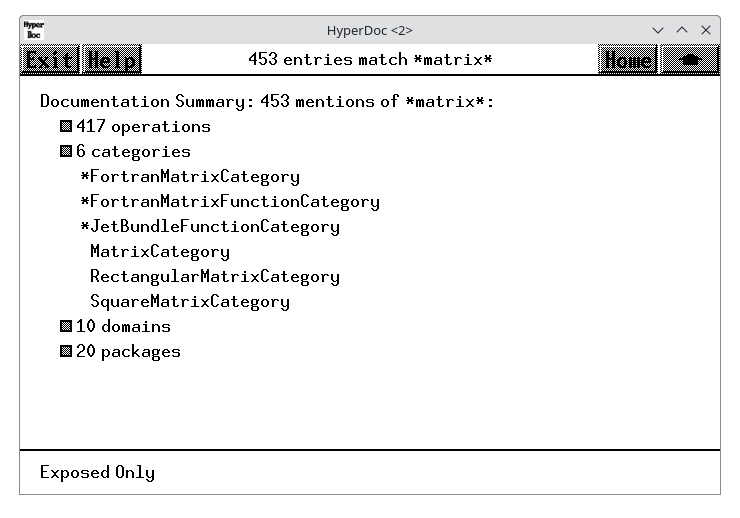 Hyper
Doc
HyperDoc <2>
Exit Help
453 entries match *matrix*
Home
Documentation Summary: 453 mentions of *matrix*:
417 operations
6 categories
*FortranMatrixCategory
*FortranMatrixFunctionCategory
*JetBundleFunctionCategory
MatrixCategory
RectangularMatrixCategory
SquareMatrixCategory
10 domains
20 packages
Exposed Only